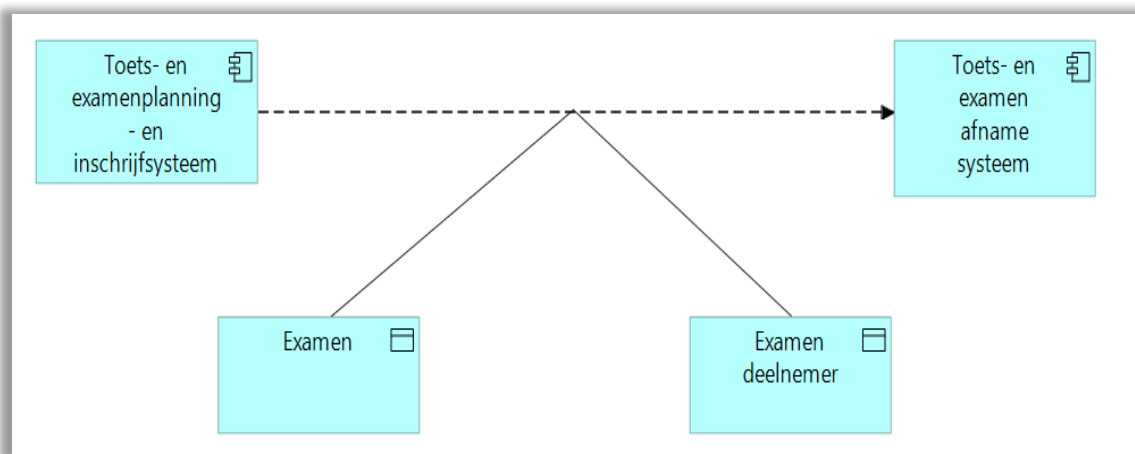 Toets- en
examenplanning
- en
inschrijfsysteem
Toets- en
examen
afname
systeem
Examen
Examen
deelnemer